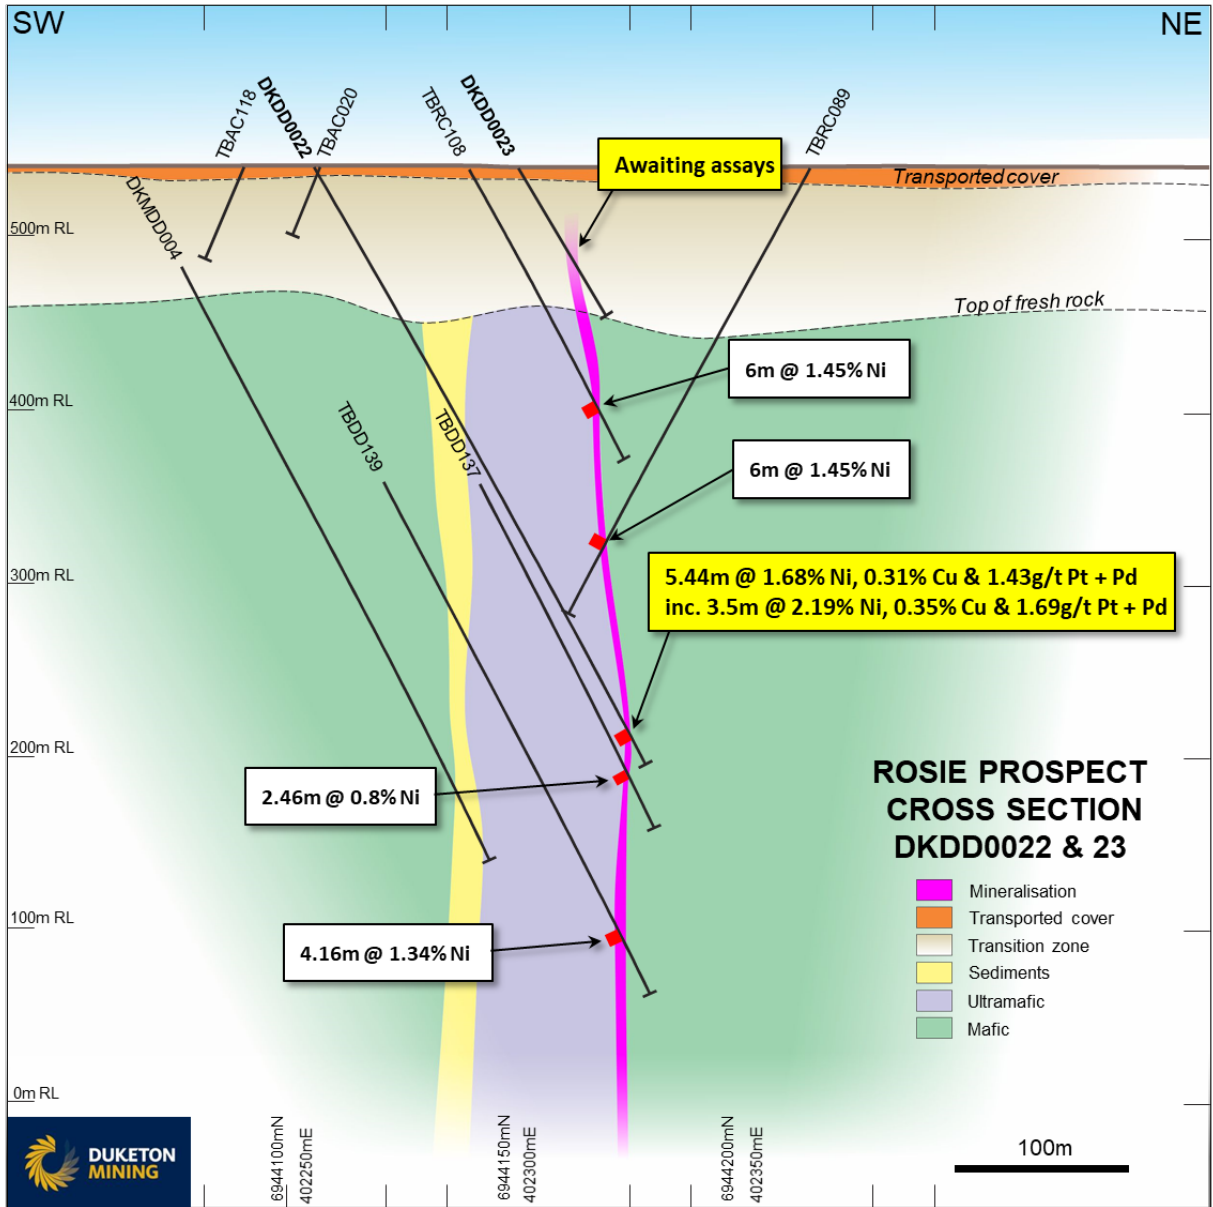 SW
NE
TBAC118
DKDD0022
TBAC020
TBRC108
DKDD0023
TBRC089
Awaiting assays
Transported cover
DKMDD004
500m RL
Top of fresh rock
6m @ 1.45% Ni
400m RL
TBDD139
TBDD137
6m @ 1.45% Ni
5.44m @ 1.68% Ni, 0.31% Cu & 1.43g/t Pt + Pd
inc. 3.5m @ 2.19% Ni, 0.35% Cu & 1.69g/t Pt + Pd
300m RL
200m RL
2.46m @ 0.8% Ni
ROSIE PROSPECT
CROSS SECTION
DKDD0022 & 23
Mineralisation
Transported cover
Transition zone
Sediments
Ultramafic
Mafic
100m RL
4.16m @ 1.34% Ni
0m RL
6944100mN
402250mE
6944150mN
402300mE
6944200mN
402350mE
100m
DUKETON
MINING